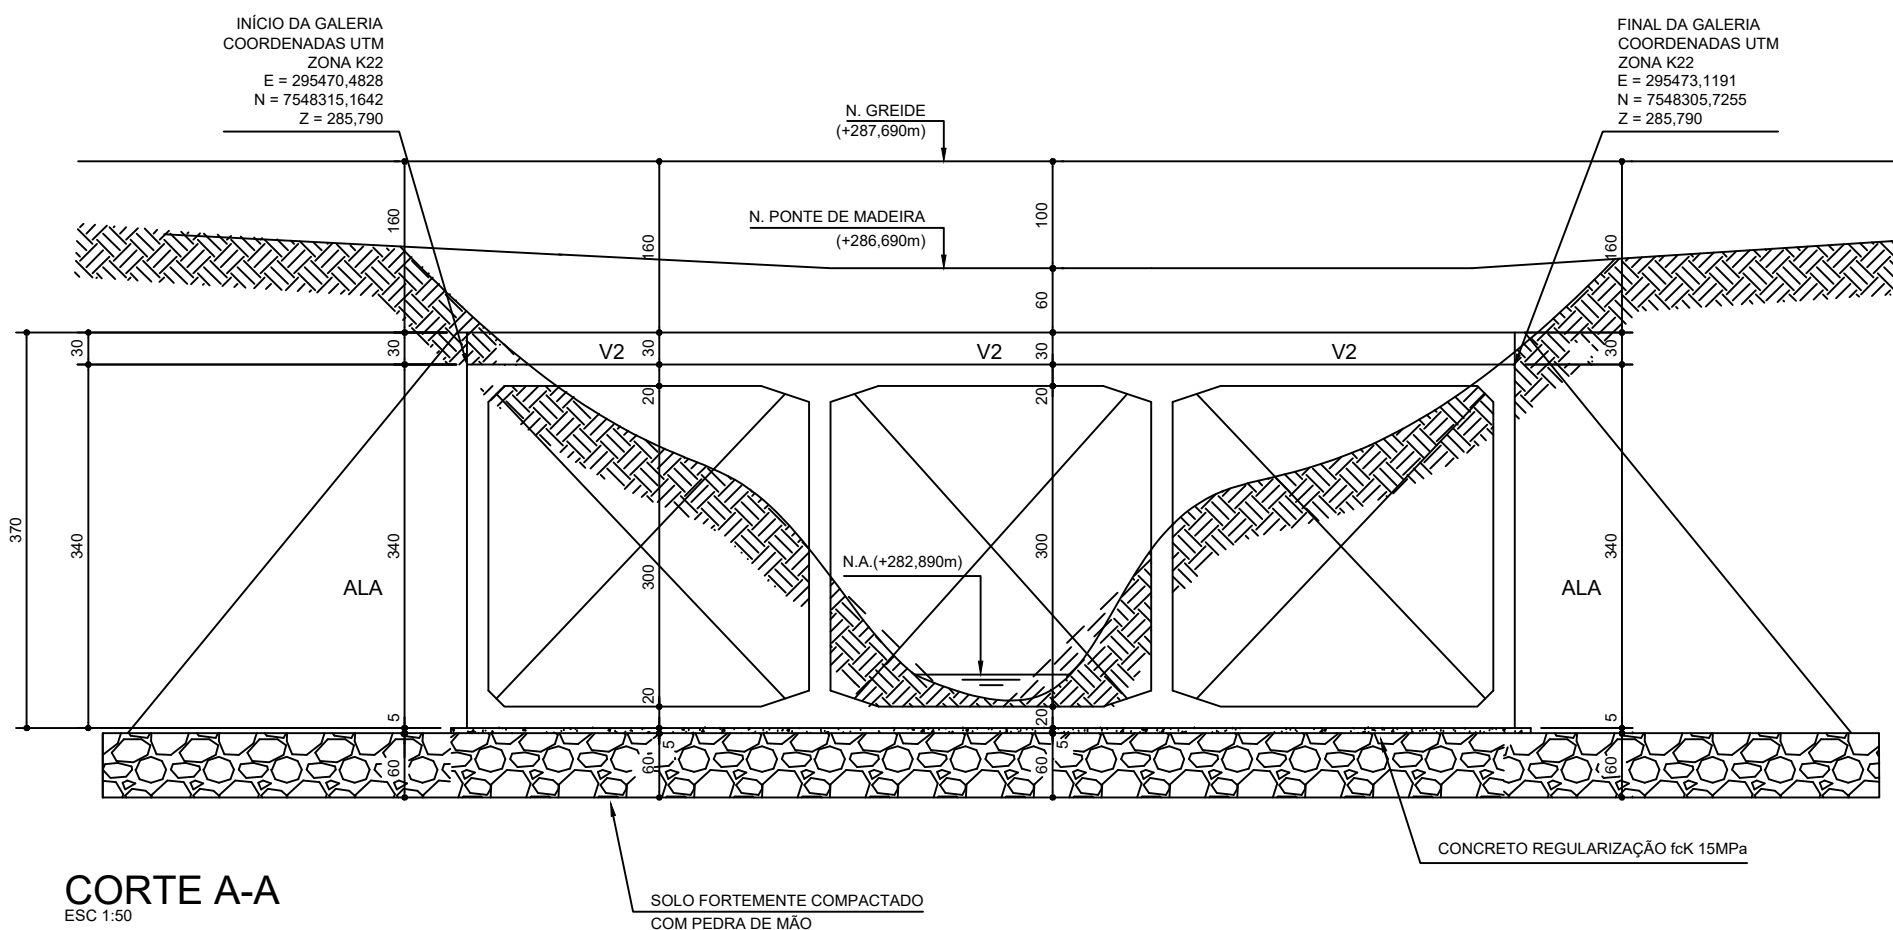 INÍCIO DA GALERIA
COORDENADAS UTM
ZONA K22
E = 295470,4828
N = 7548315,1642
Z = 285,790
FINAL DA GALERIA
COORDENADAS UTM
ZONA K22
E = 295473,1191
N = 7548305,7255
Z = 285,790
N. GREIDE
(+287,690m)
N. PONTE DE MADEIRA
(+286,690m)
160
160
100
160
60
30
30
V2
30
V2
30
V2
30
20
20
370
340
340
300
300
340
N.A.(+282,890m)
ALA
ALA
5
20
20
5
60
60
5
60
5
60
CONCRETO REGULARIZAÇÃO fcK 15MPa
CORTE A-A
ESC 1:50
SOLO FORTEMENTE COMPACTADO
COM PEDRA DE MÃO